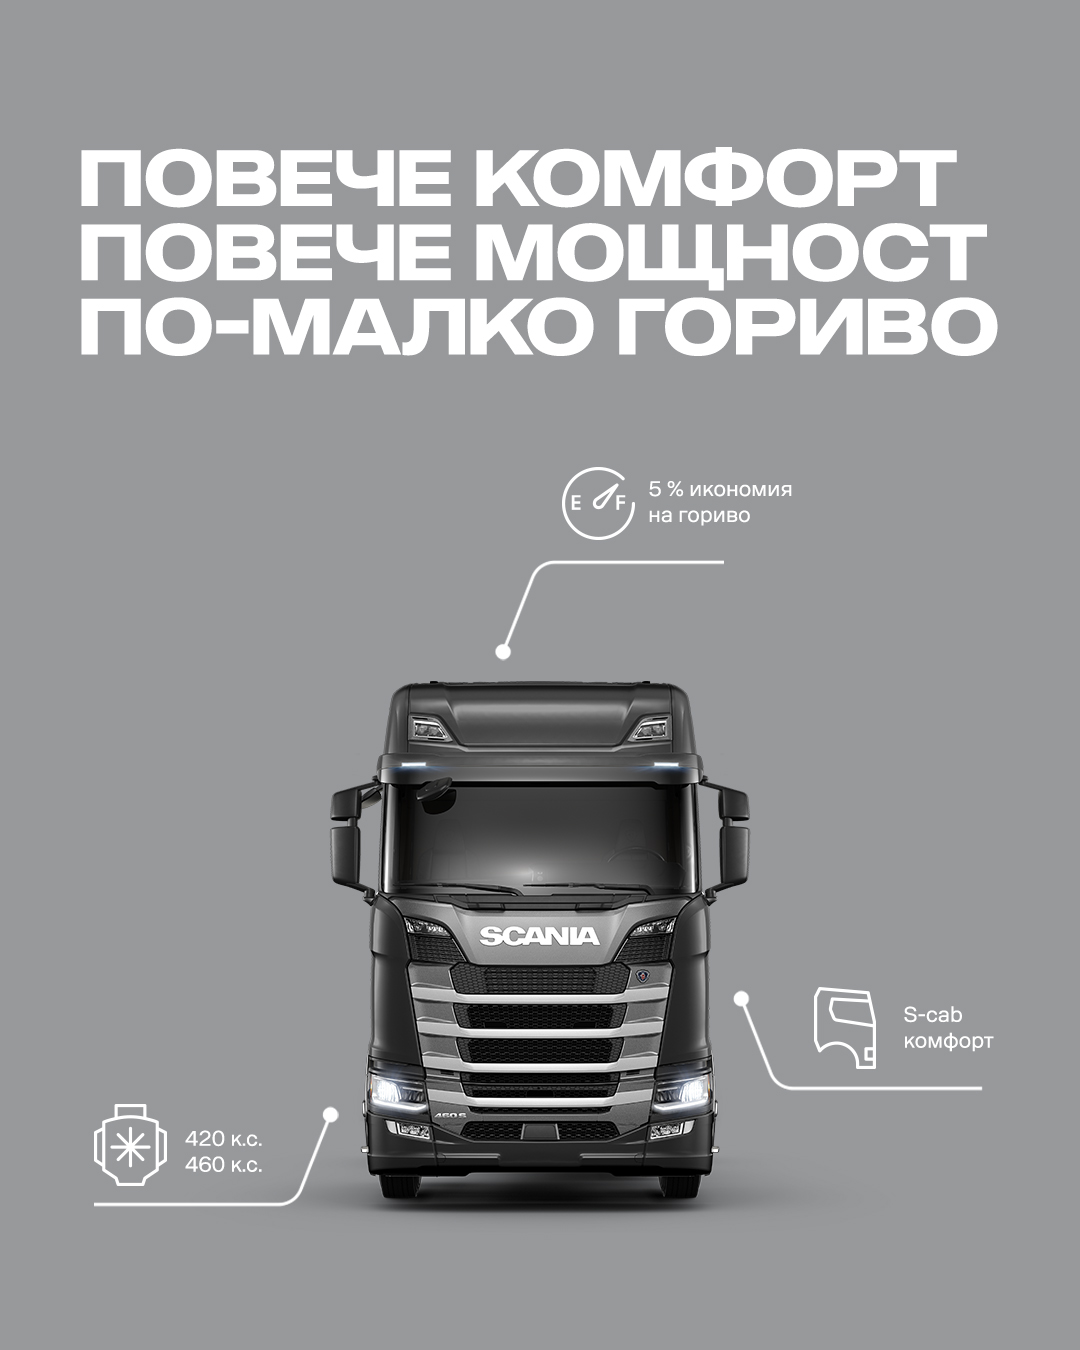 ПОВЕЧЕ КОМФОРТ
ПОВЕЧЕ МОЩНОСТ
ПО-МАЛКО ГОРИВО
E F
5 % икономия
на гориво
SCANIA
S-cab
комфорт
460 S
420 к.с.
460 к.с.